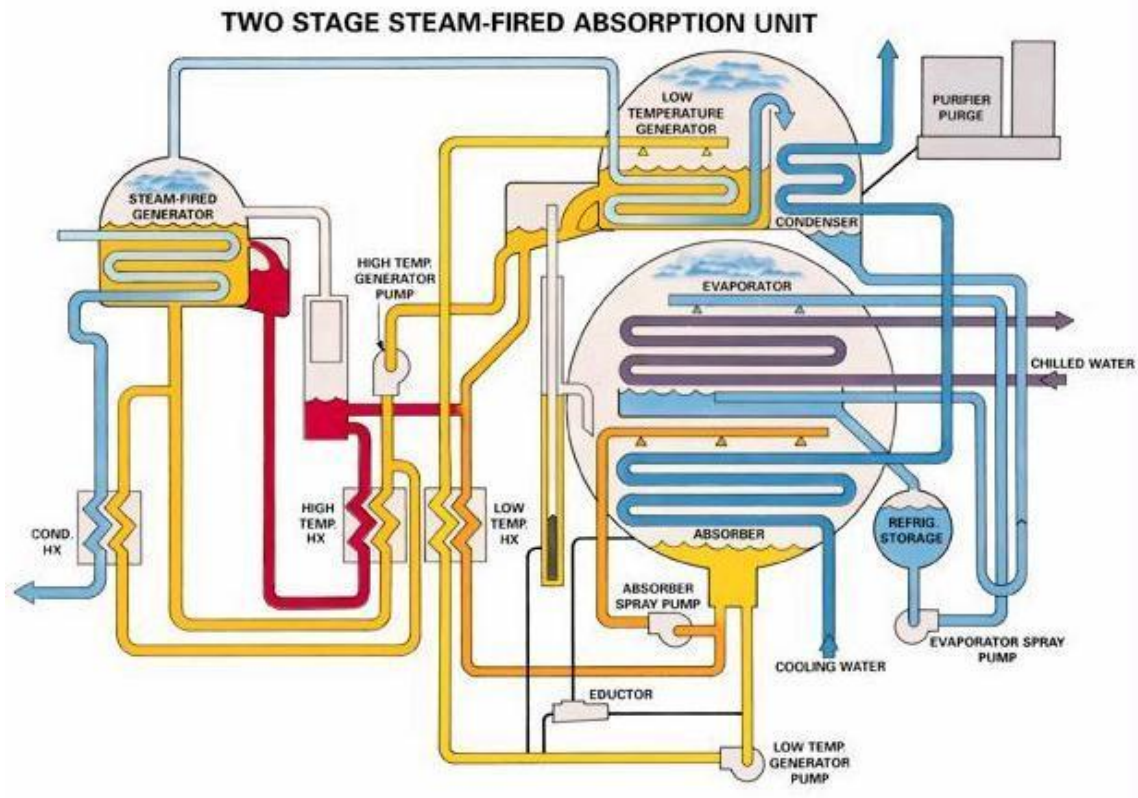 TWO STAGE STEAM-FIRED ABSORPTION UNIT
LOW
TEMPERATURE
GENERATOR
PURIFIER
PURGE
STEAM-FIRED
GENERATOR
CONDENSER
HIGH TEMP.
GENERATOR
PUMP
EVAPORATOR
CHILLED WATER
COND.
HX
HIGH
TEMP.
HX
LOW
TEMP.
HX
REFRIG.
STORAGE
ABSORBER
ABSORBER
SPRAY PUMP
EVAPORATOR SPRAY
PUMP
COOLING WATER
EDUCTOR
LOW TEMP.
GENERATOR
PUMP